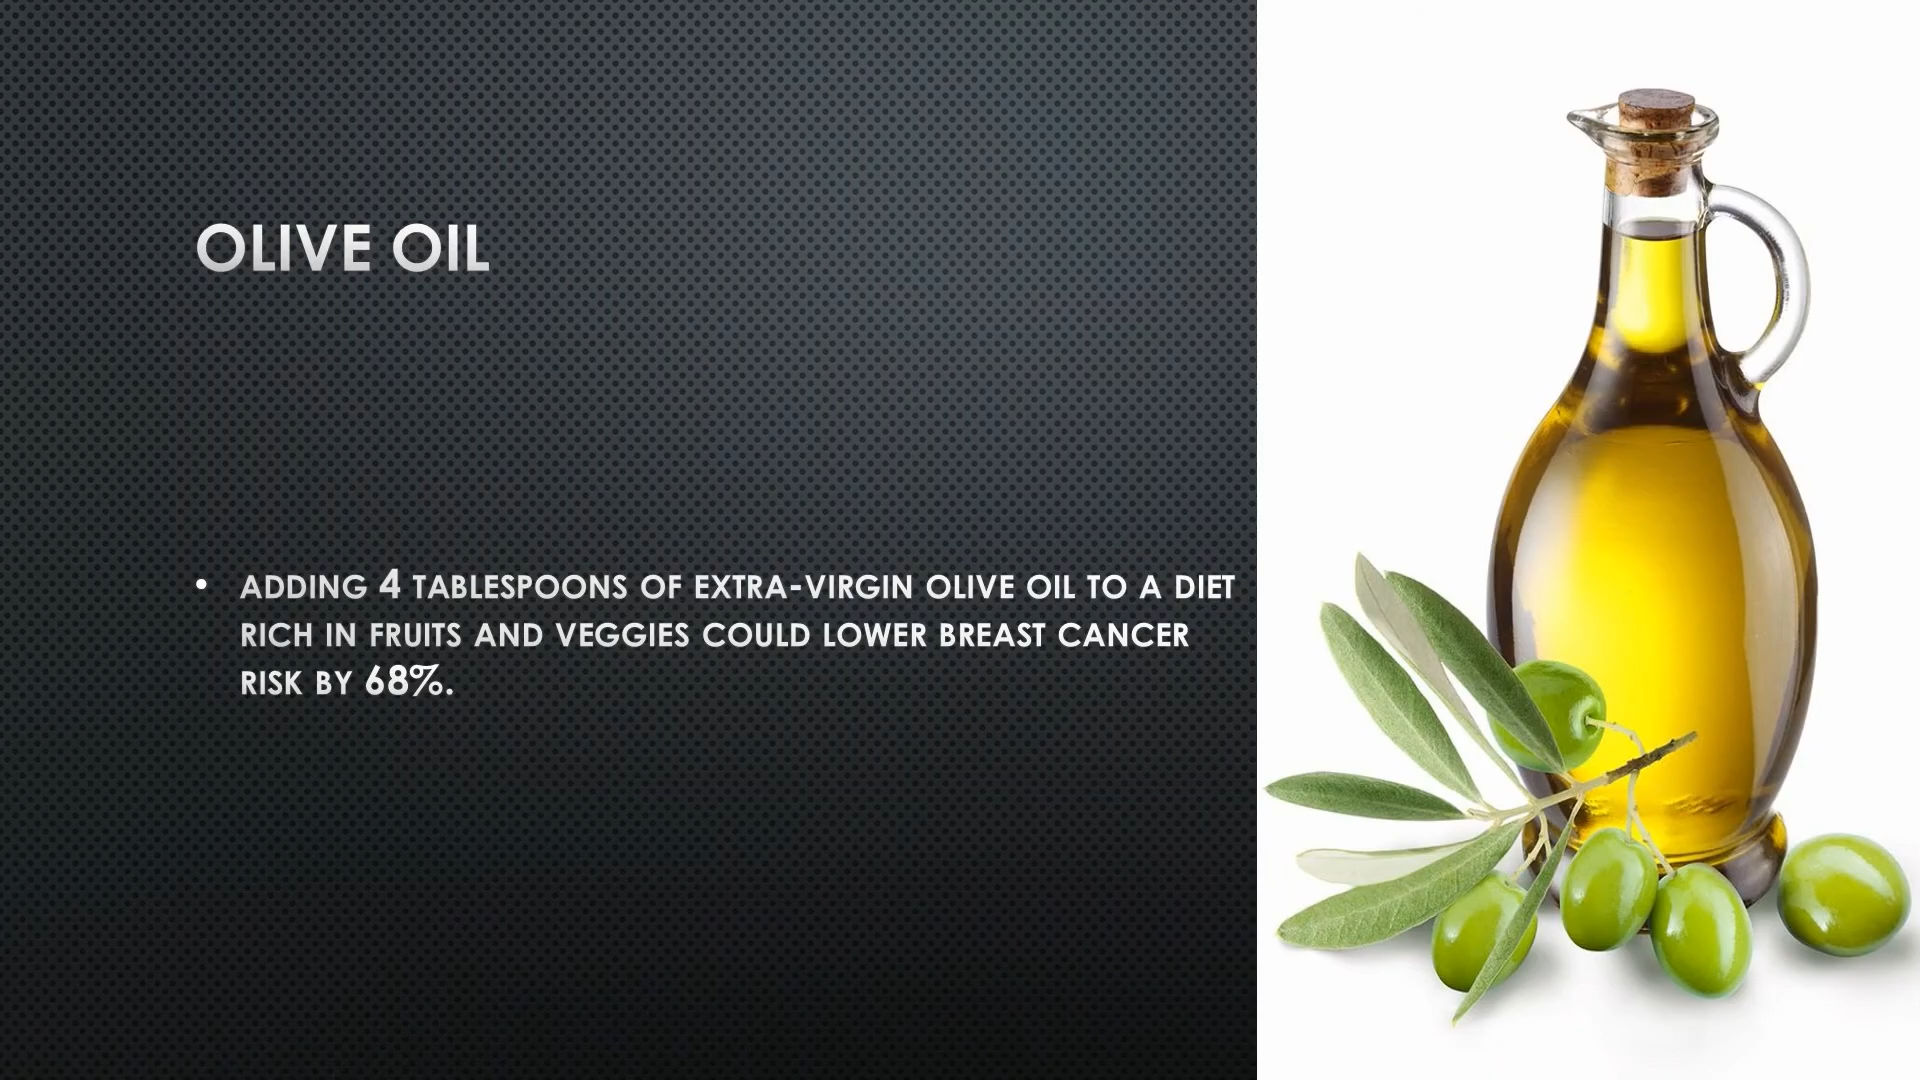 OLIVE OIL
• ADDING 4 TABLESPOONS OF EXTRA-VIRGIN OLIVE OIL TO A DIET
RICH IN FRUITS AND VEGGIES COULD LOWER BREAST CANCER
RISK BY 68%.